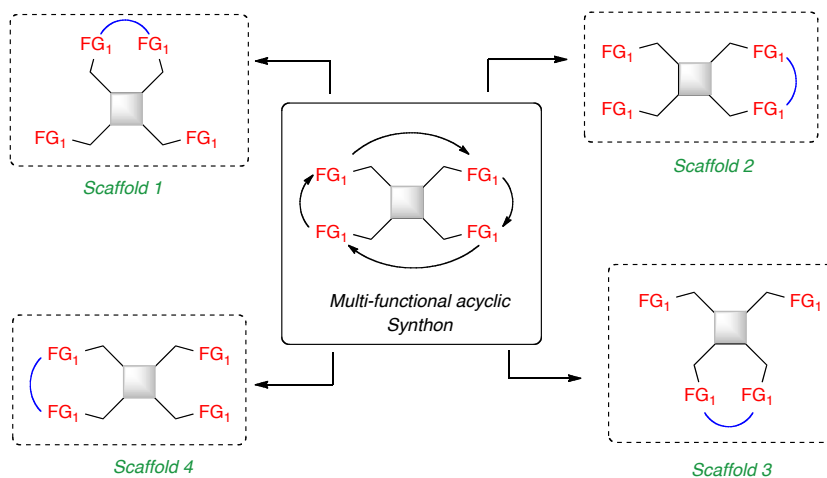 FG₁ FG₁
FG₁ FG₁
Scaffold 1
FG₁
FG₁
FG₁
FG₁
Scaffold 2
FG₁ FG₁
FG₁ FG₁
Multi-functional acyclic
Synthon
FG₁ FG₁
FG₁ FG₁
Scaffold 4
FG₁ FG₁
FG₁ FG₁
Scaffold 3